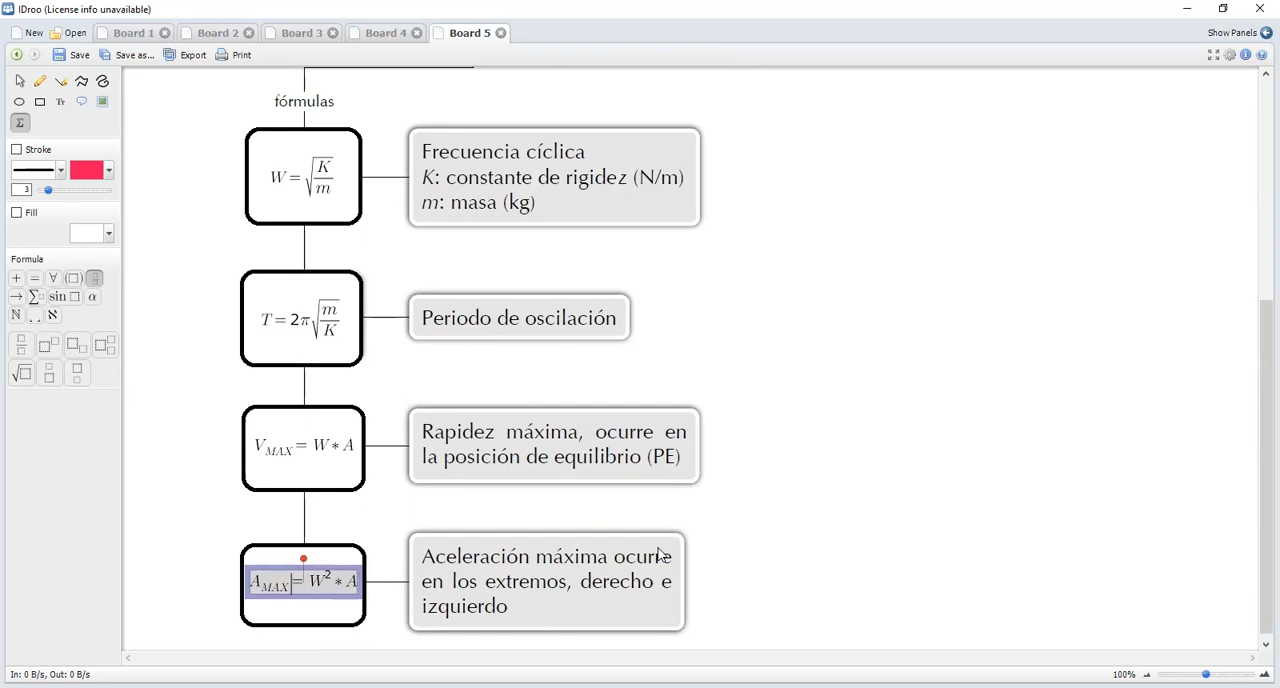 IDroo (License info unavailable)
New Open Board 1 Board 2 Board 3 Board 4 Board 5 Show Panels
Save Save as... Export Print
Tr
Σ
Stroke
3
Fill
Formula
+ = ∀ (□)
→ ∑ sin □ α
ℕ ℵ
fórmulas
W = √(K/m)
Frecuencia cíclica
K: constante de rigidez (N/m)
m: masa (kg)
T = 2π√(m/K)
Periodo de oscilación
V_MAX = W * A
Rapidez máxima, ocurre en
la posición de equilibrio (PE)
A_MAX = W² * A
Aceleración máxima ocurre
en los extremos, derecho e
izquierdo
In: 0 B/s, Out: 0 B/s
100%